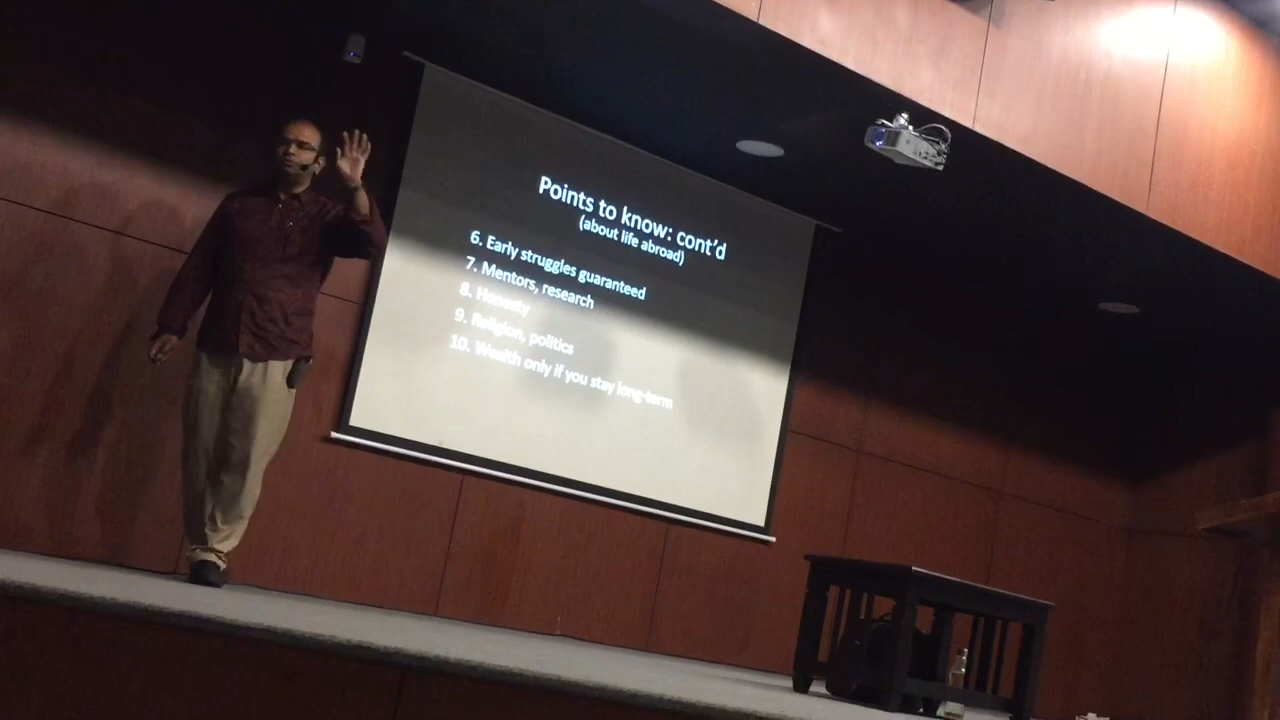 Points to know: cont'd
(about life abroad)
6. Early struggles guaranteed
7. Mentors, research
8. Honesty
9. Religion, politics
10. Wealth only if you stay long-term